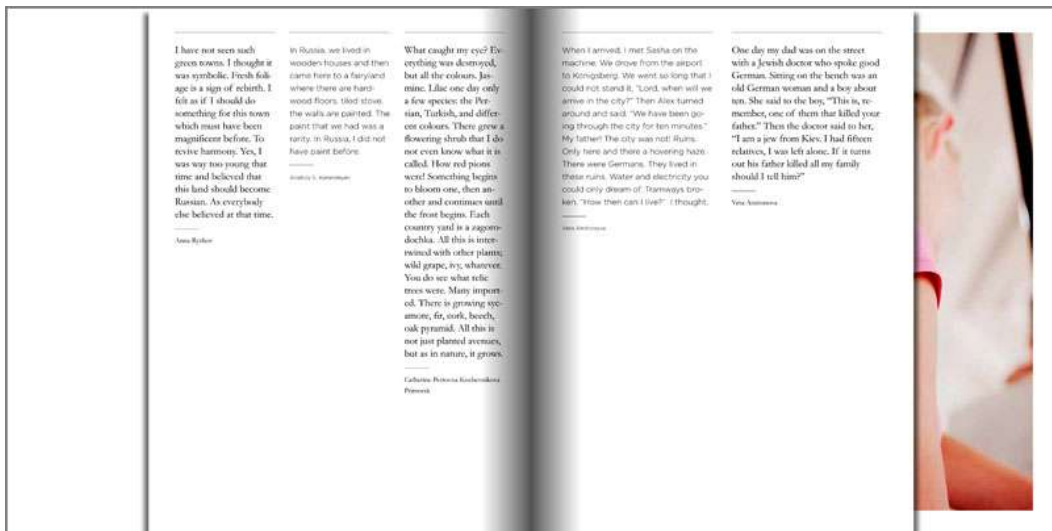 I have not seen such
green towns. I thought it
was symbolic. Fresh foli-
age is a sign of rebirth. I
felt as if I should do
something for this town
which must have been
magnificent before. To
revive harmony. Yes, I
was way too young that
time and believed that
this land should become
Russian. As everybody
else believed at that time.
In Russia, we lived in
wooden houses and then
came here to a fairyland
where there are hard-
wood floors, tiled stove,
the walls are painted. The
paint that we had was a
rarity. In Russia, I did not
have paint before.
What caught my eye? Ev-
erything was destroyed,
but all the colours. Jas-
mine. Lilac one day only
a few species: the Per-
sian, Turkish, and differ-
ent colours. There grew a
flowering shrub that I do
not even know what it is
called. How red pions
were! Something begins
to bloom one, then an-
other and continues until
the frost begins. Each
country yard is a zagoro-
dochka. All this is inter-
twined with other plants;
wild grape, ivy, whatever.
You do see what relic
trees were. Many import-
ed. There is growing syc-
amore, fir, cork, beech,
oak pyramid. All this is
not just planted avenues,
but as in nature, it grows.
When I arrived, I met Sasha on the
machine. We drove from the airport
to Königsberg. We went so long that I
could not stand it, "Lord, when will we
arrive in the city?" Then Alex turned
around and said, "We have been go-
ing through the city for ten minutes."
My father! The city was not! Ruins.
Only here and there a hovering haze.
There were Germans. They lived in
these ruins. Water and electricity you
could only dream of. Tramways bro-
ken. "How then can I live?" I thought.
One day my dad was on the street
with a Jewish doctor who spoke good
German. Sitting on the bench was an
old German woman and a boy about
ten. She said to the boy, "This is, re-
member, one of them that killed your
father." Then the doctor said to her,
"I am a jew from Kiev. I had fifteen
relatives, I was left alone. If it turns
out his father killed all my family
should I tell him?"